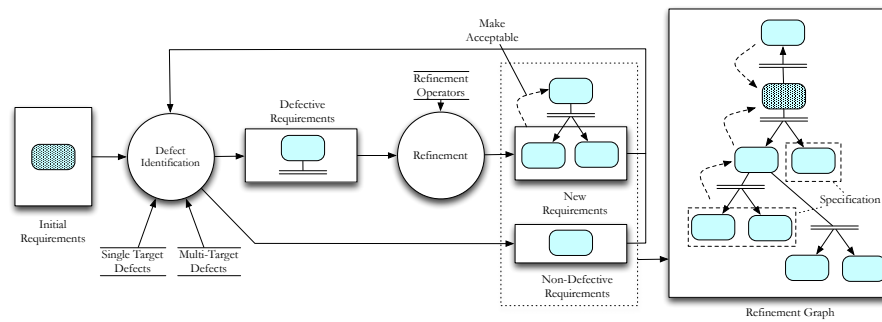 Make
Acceptable
Refinement
Operators
Defective
Requirements
Defect
Identification
Refinement
Initial
Requirements
New
Requirements
Specification
Single Target
Defects
Multi-Target
Defects
Non-Defective
Requirements
Refinement Graph